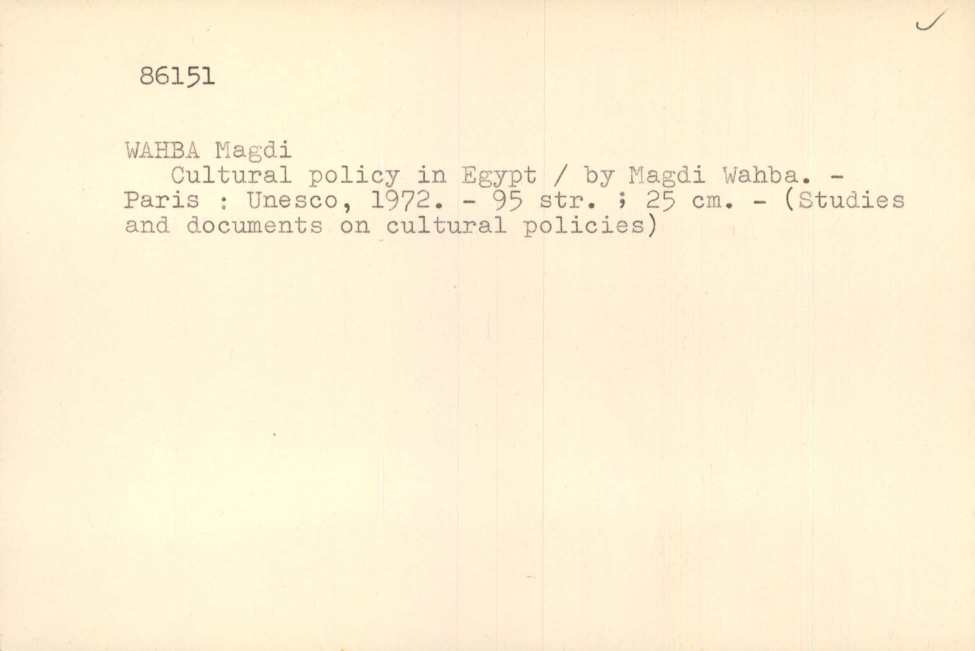 86151
WAHBA Magdi
Cultural policy in Egypt / by Magdi Wahba. -
Paris : Unesco, 1972. - 95 str. ; 25 cm. - (Studies
and documents on cultural policies)